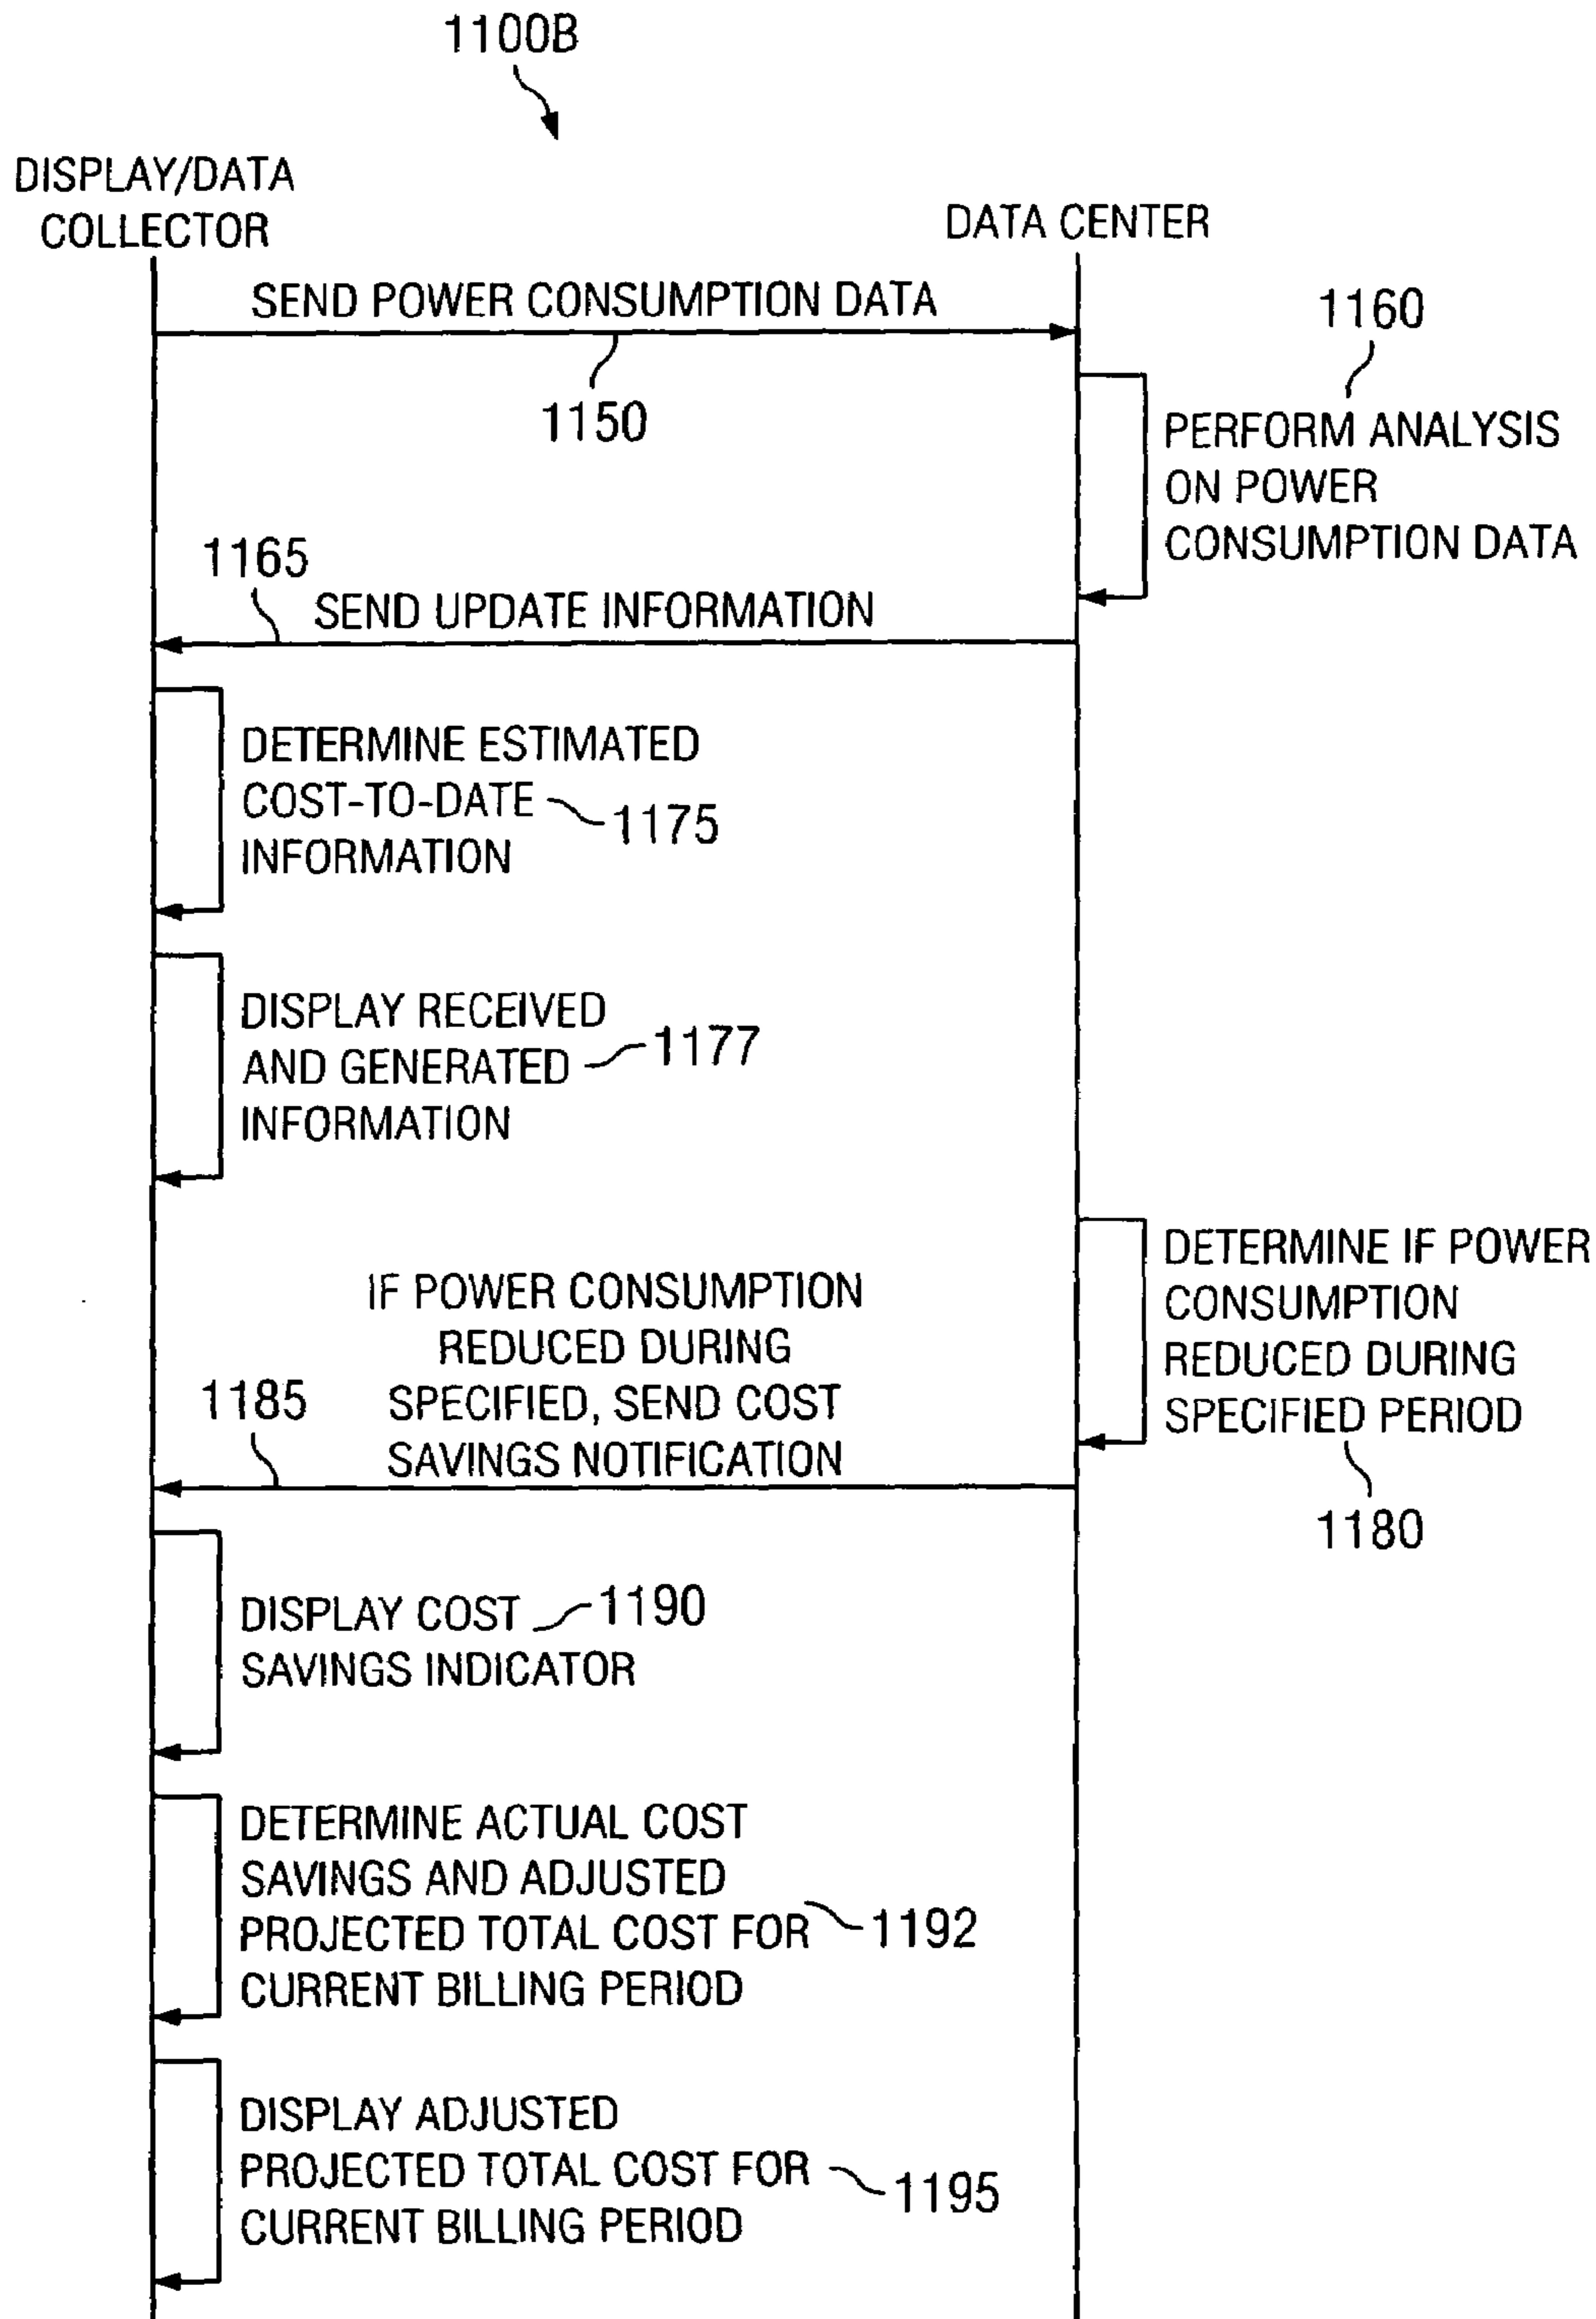 1100B
DISPLAY/DATA
COLLECTOR
DATA CENTER
SEND POWER CONSUMPTION DATA
1150
1160
PERFORM ANALYSIS
ON POWER
CONSUMPTION DATA
1165
SEND UPDATE INFORMATION
DETERMINE ESTIMATED
COST-TO-DATE
INFORMATION
1175
DISPLAY RECEIVED
AND GENERATED
INFORMATION
1177
DETERMINE IF POWER
CONSUMPTION
REDUCED DURING
SPECIFIED PERIOD
1180
IF POWER CONSUMPTION
REDUCED DURING
SPECIFIED, SEND COST
SAVINGS NOTIFICATION
1185
DISPLAY COST
SAVINGS INDICATOR
1190
DETERMINE ACTUAL COST
SAVINGS AND ADJUSTED
PROJECTED TOTAL COST FOR
CURRENT BILLING PERIOD
1192
DISPLAY ADJUSTED
PROJECTED TOTAL COST FOR
CURRENT BILLING PERIOD
1195